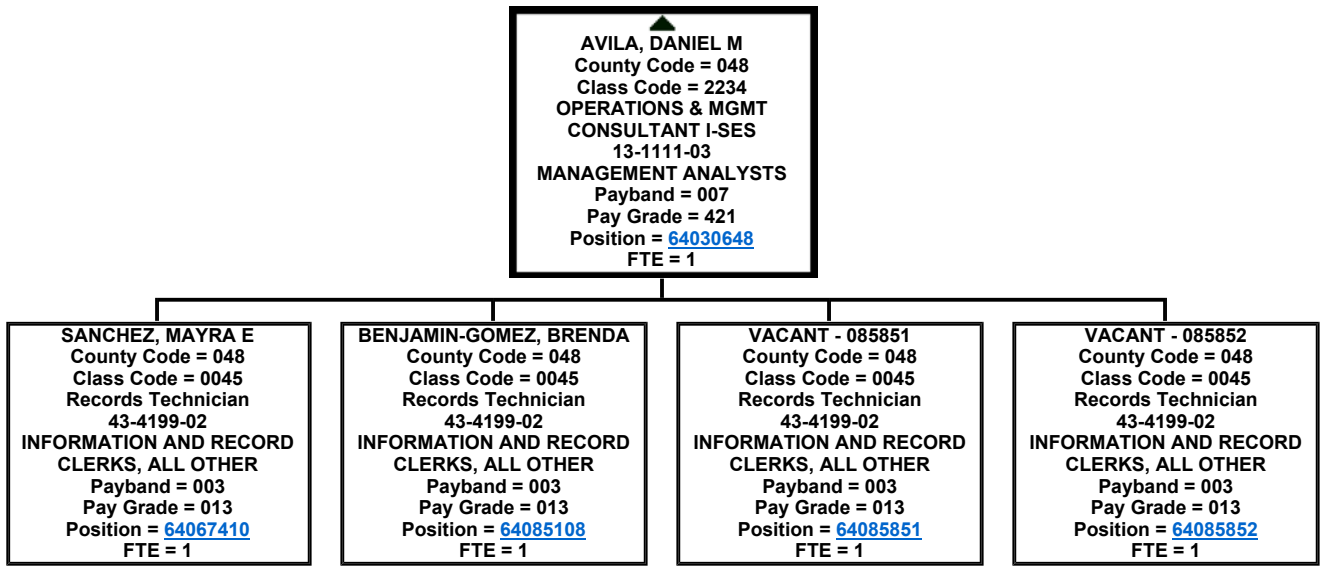 AVILA, DANIEL M
County Code = 048
Class Code = 2234
OPERATIONS & MGMT
CONSULTANT I-SES
13-1111-03
MANAGEMENT ANALYSTS
Payband = 007
Pay Grade = 421
Position = 64030648
FTE = 1
SANCHEZ, MAYRA E
County Code = 048
Class Code = 0045
Records Technician
43-4199-02
INFORMATION AND RECORD
CLERKS, ALL OTHER
Payband = 003
Pay Grade = 013
Position = 64067410
FTE = 1
BENJAMIN-GOMEZ, BRENDA
County Code = 048
Class Code = 0045
Records Technician
43-4199-02
INFORMATION AND RECORD
CLERKS, ALL OTHER
Payband = 003
Pay Grade = 013
Position = 64085108
FTE = 1
VACANT - 085851
County Code = 048
Class Code = 0045
Records Technician
43-4199-02
INFORMATION AND RECORD
CLERKS, ALL OTHER
Payband = 003
Pay Grade = 013
Position = 64085851
FTE = 1
VACANT - 085852
County Code = 048
Class Code = 0045
Records Technician
43-4199-02
INFORMATION AND RECORD
CLERKS, ALL OTHER
Payband = 003
Pay Grade = 013
Position = 64085852
FTE = 1